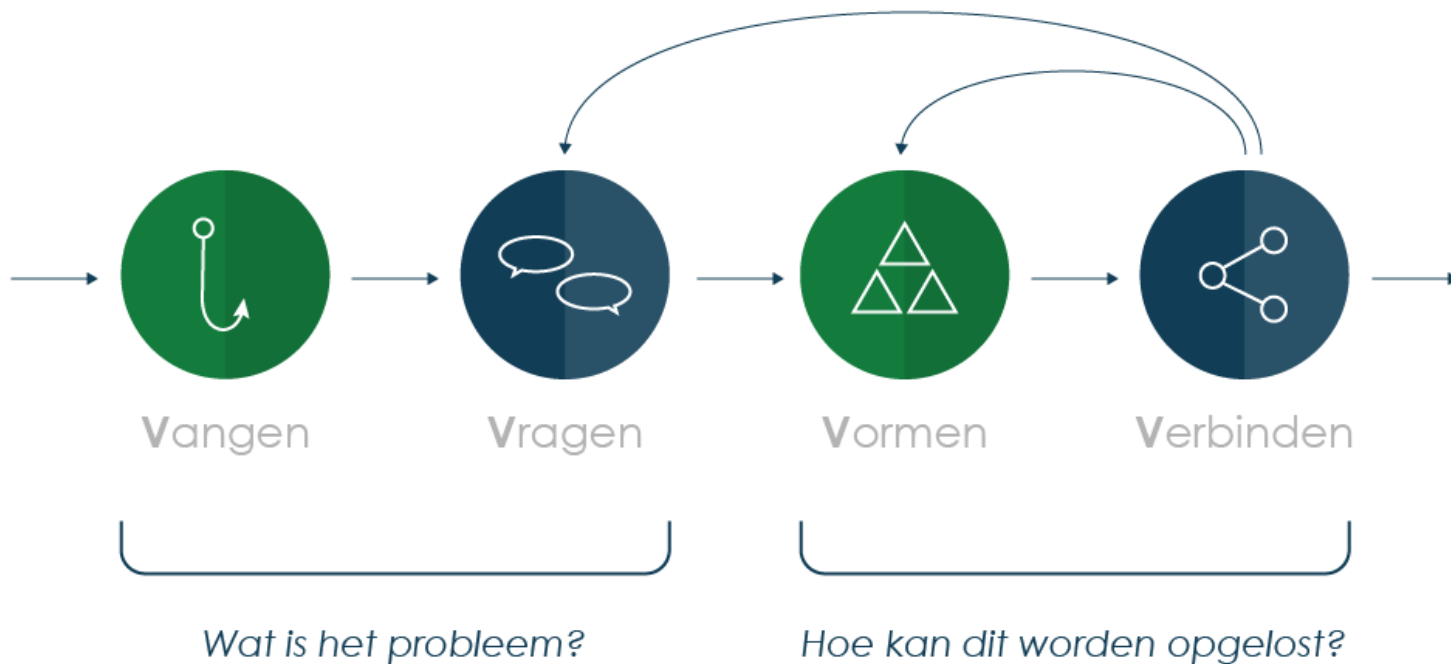 Vangen
Vragen
Vormen
Verbinden
Wat is het probleem?
Hoe kan dit worden opgelost?